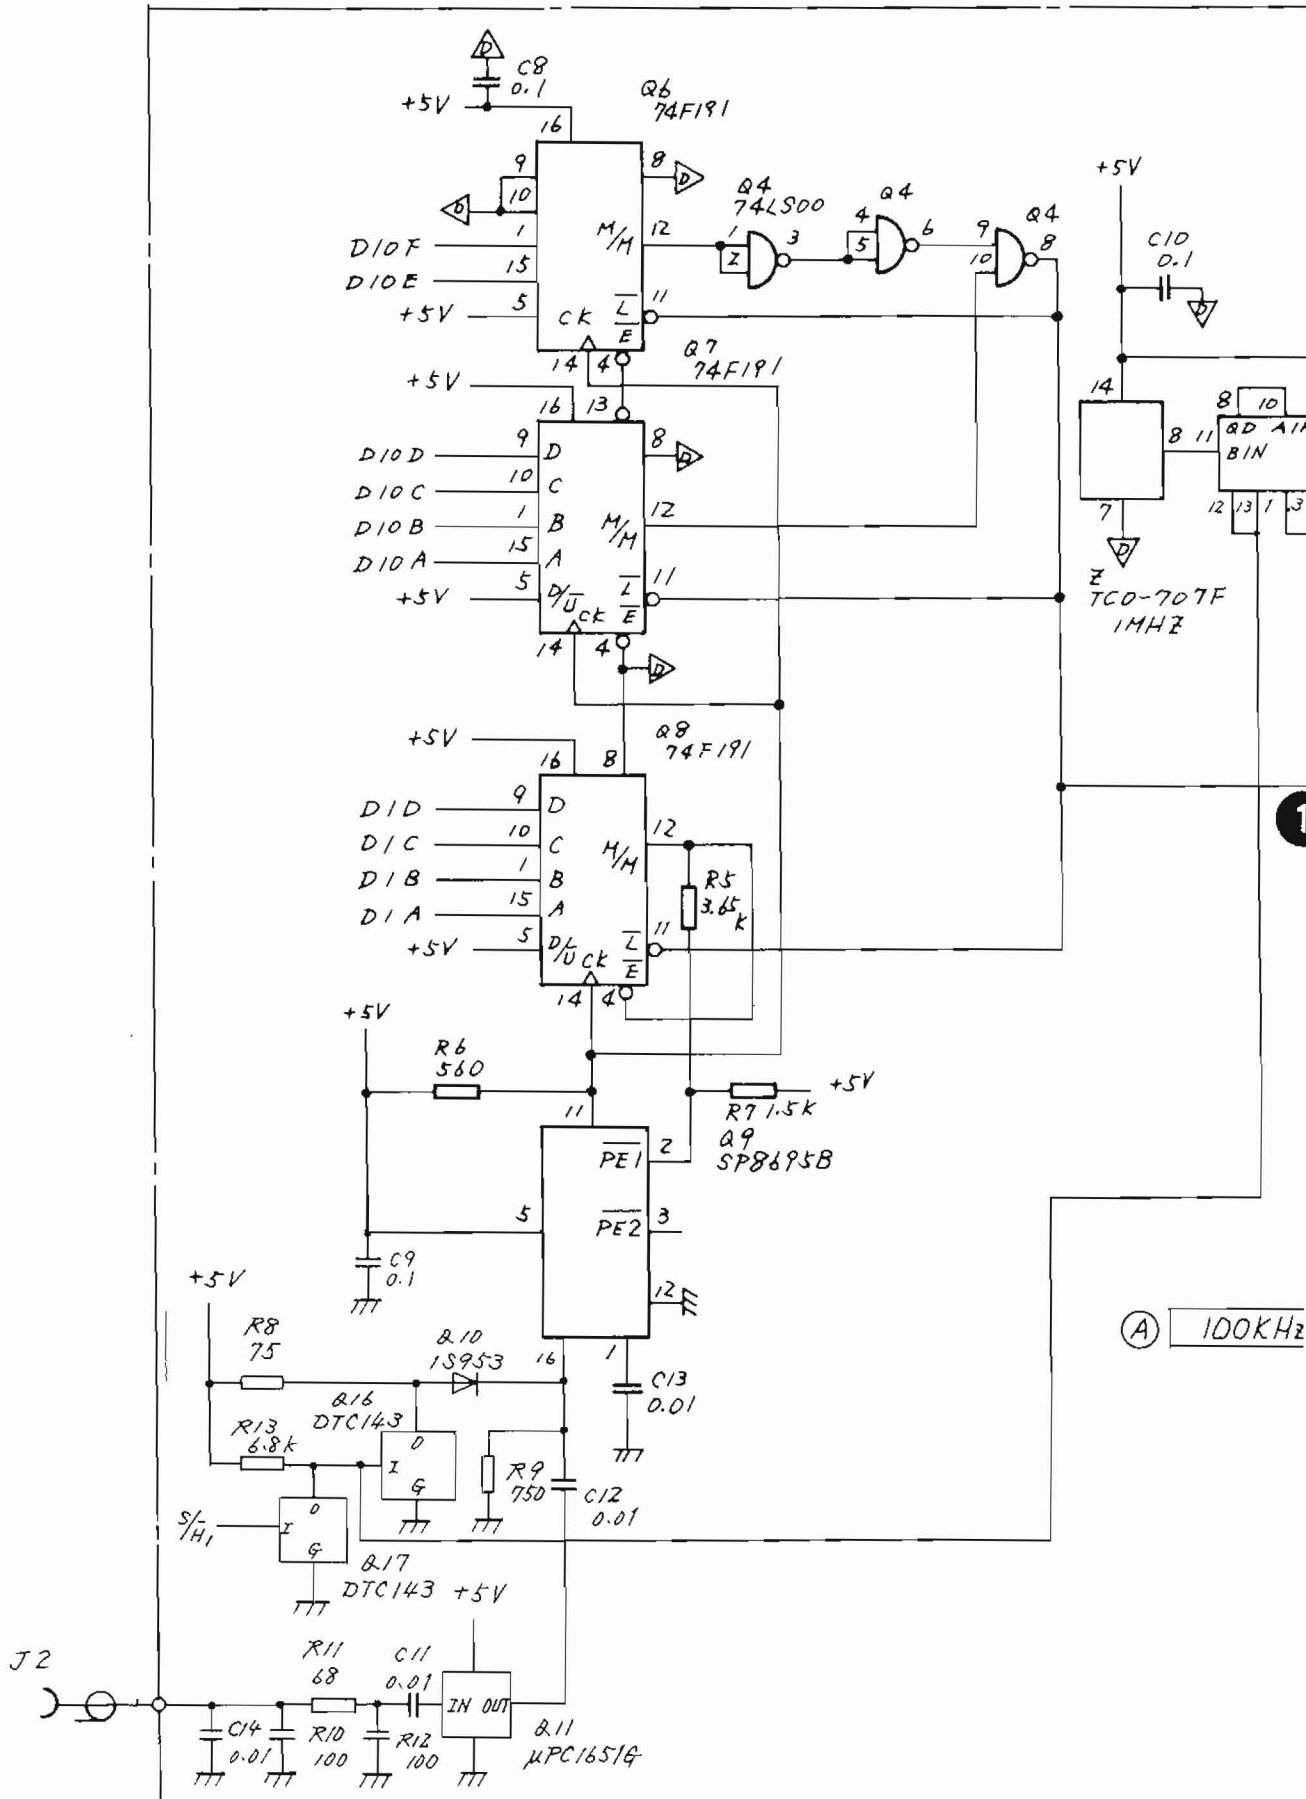 D
C8
0.1
+5V
16
Q6
74F191
9
10
D
1
15
5
D10F
D10E
+5V
M/M
CK
L
E
8
D
12
11
14
4
Q4
74LS00
1
2
3
Q4
4
5
6
Q4
9
10
8
+5V
C10
0.1
D
14
8
11
7
D
Z
TCO-707F
1MHZ
8
10
QD
BIN
12
13
1
3
+5V
16
13
Q7
74F191
D10D
D10C
D10B
D10A
+5V
9
10
1
15
5
D
C
B
A
D/U
CK
M/M
L
E
8
D
12
11
14
4
D
+5V
16
8
Q8
74F191
D1D
D1C
D1B
D1A
+5V
9
10
1
15
5
D
C
B
A
D/U
CK
M/M
L
E
12
11
R5
3.65
K
14
4
1
+5V
R6
560
11
+5V
R7 1.5K
Q9
SP8695B
PE1
2
PE2
3
5
12
C9
0.1
16
1
C13
0.01
A
100KHz
+5V
R8
75
Q10
1S953
Q16
DTC143
R13
6.8K
O
I
G
R9
750
C12
0.01
S/H1
O
I
G
Q17
DTC143
+5V
J2
R11
68
C11
0.01
IN OUT
C14
0.01
R10
100
R12
100
Q11
μPC1651G